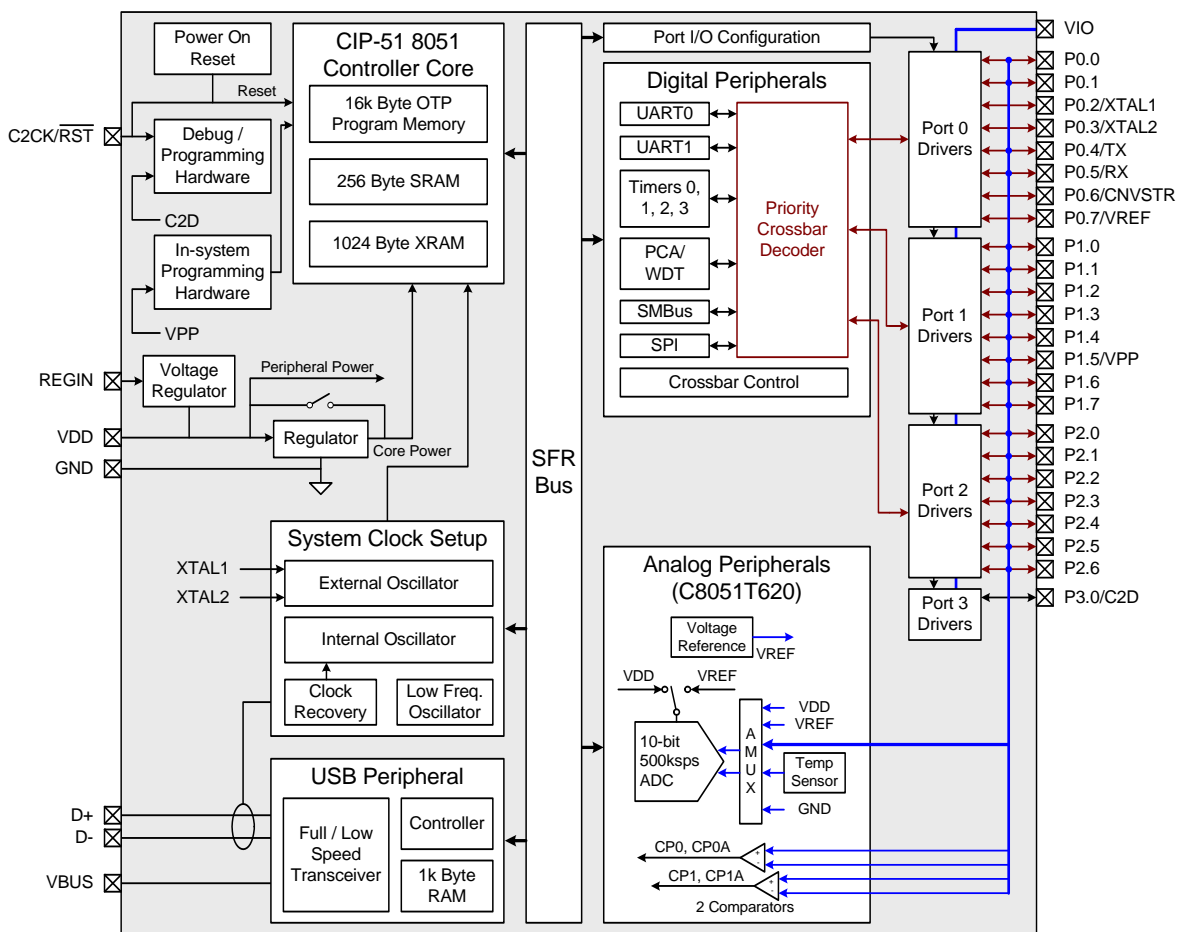 Power On
Reset
Reset
C2CK/RST
Debug /
Programming
Hardware
C2D
In-system
Programming
Hardware
VPP
CIP-51 8051
Controller Core
16k Byte OTP
Program Memory
256 Byte SRAM
1024 Byte XRAM
REGIN
Voltage
Regulator
Peripheral Power
VDD
Regulator
Core Power
GND
System Clock Setup
XTAL1
XTAL2
External Oscillator
Internal Oscillator
Clock
Recovery
Low Freq.
Oscillator
USB Peripheral
D+
D-
VBUS
Full / Low
Speed
Transceiver
Controller
1k Byte
RAM
SFR
Bus
Port I/O Configuration
Digital Peripherals
UART0
UART1
Timers 0,
1, 2, 3
PCA/
WDT
SMBus
SPI
Priority
Crossbar
Decoder
Crossbar Control
Analog Peripherals
(C8051T620)
Voltage
Reference
VREF
VDD
VREF
10-bit
500ksps
ADC
A
M
U
X
VDD
VREF
Temp
Sensor
GND
CP0, CP0A
+
-
CP1, CP1A
+
-
2 Comparators
Port 0
Drivers
Port 1
Drivers
Port 2
Drivers
Port 3
Drivers
VIO
P0.0
P0.1
P0.2/XTAL1
P0.3/XTAL2
P0.4/TX
P0.5/RX
P0.6/CNVSTR
P0.7/VREF
P1.0
P1.1
P1.2
P1.3
P1.4
P1.5/VPP
P1.6
P1.7
P2.0
P2.1
P2.2
P2.3
P2.4
P2.5
P2.6
P3.0/C2D